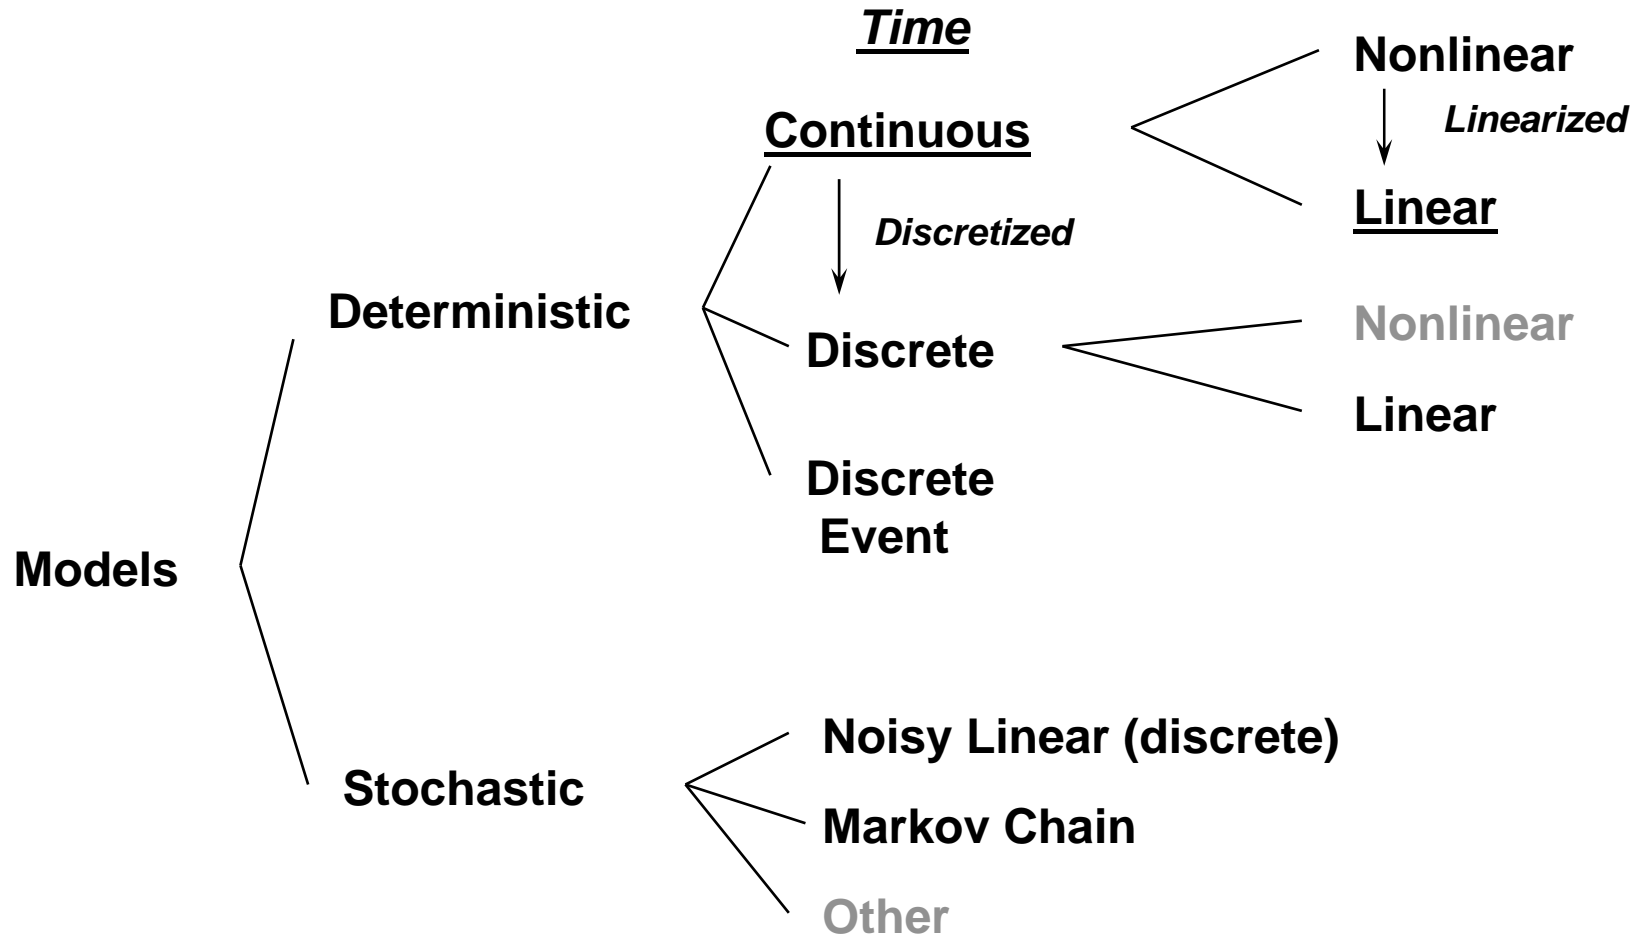 Time
Nonlinear
Linearized
Continuous
Linear
Discretized
Deterministic
Nonlinear
Discrete
Linear
Discrete
Event
Models
Noisy Linear (discrete)
Stochastic
Markov Chain
Other